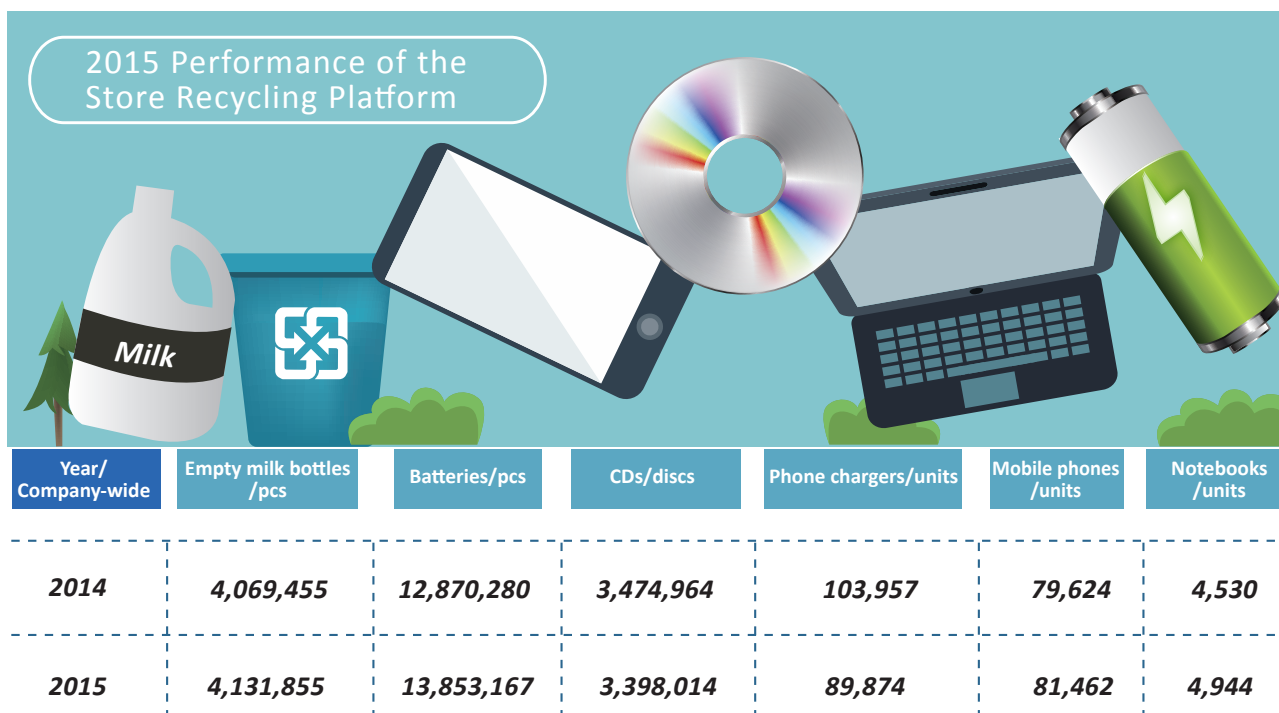 2015 Performance of the
Store Recycling Platform
Milk
Year/
Company-wide
Empty milk bottles
/pcs
Batteries/pcs
CDs/discs
Phone chargers/units
Mobile phones
/units
Notebooks
/units
2014 4,069,455 12,870,280 3,474,964 103,957 79,624 4,530
2015 4,131,855 13,853,167 3,398,014 89,874 81,462 4,944